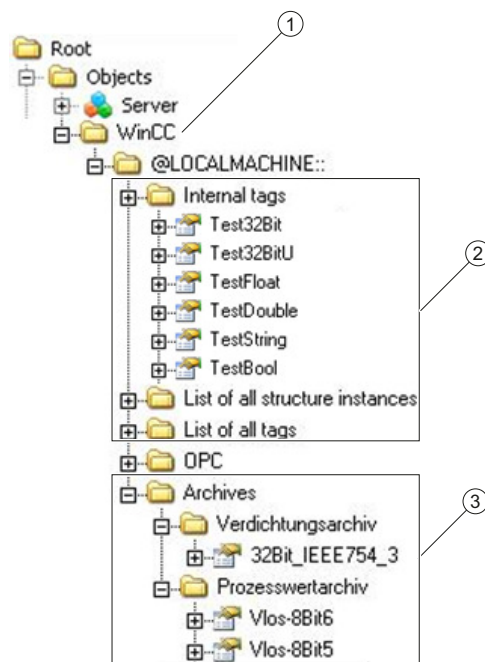 1
Root
Objects
Server
WinCC
@LOCALMACHINE::
Internal tags
Test32Bit
Test32BitU
2
TestFloat
TestDouble
TestString
TestBool
List of all structure instances
List of all tags
OPC
Archives
3
Verdichtungsarchiv
32Bit_IEEE754_3
Prozesswertarchiv
Vlos-8Bit6
Vlos-8Bit5